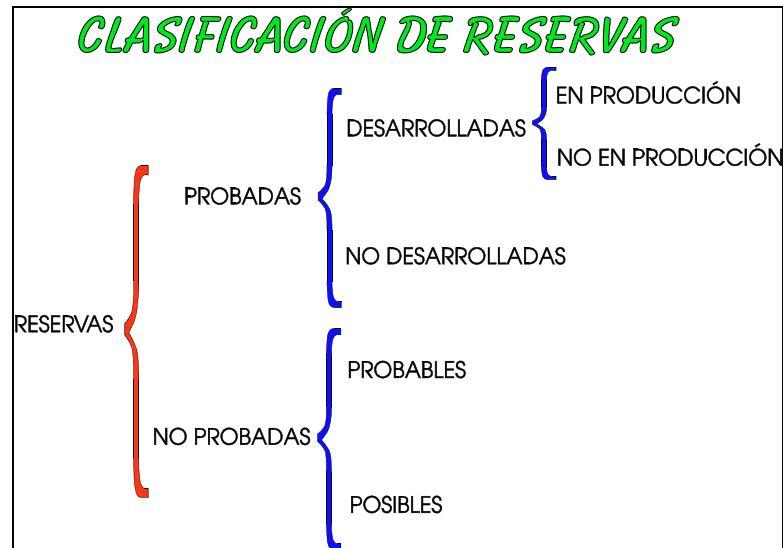 CLASIFICACIÓN DE RESERVAS
EN PRODUCCIÓN
DESARROLLADAS
NO EN PRODUCCIÓN
PROBADAS
NO DESARROLLADAS
RESERVAS
PROBABLES
NO PROBADAS
POSIBLES